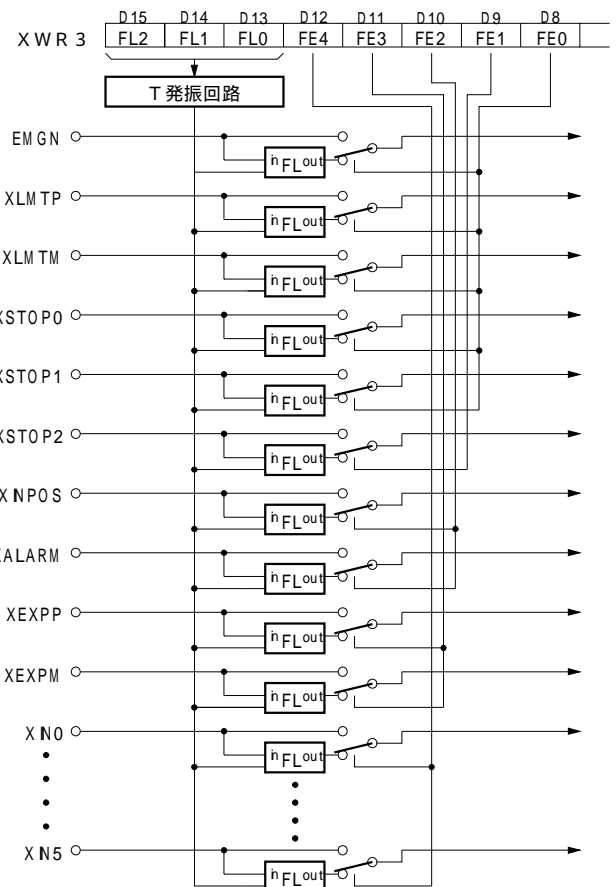 D15 D14 D13 D12 D11 D10 D9 D8
XWR3 FL2 FL1 FL0 FE4 FE3 FE2 FE1 FE0
T発振回路
EMGN
in FL out
XLMTP
in FL out
XLMTM
in FL out
XSTOP0
in FL out
XSTOP1
in FL out
XSTOP2
in FL out
XINPOS
in FL out
XALARM
in FL out
XEXPP
in FL out
XEXPM
in FL out
XIN0
in FL out
XIN5
in FL out